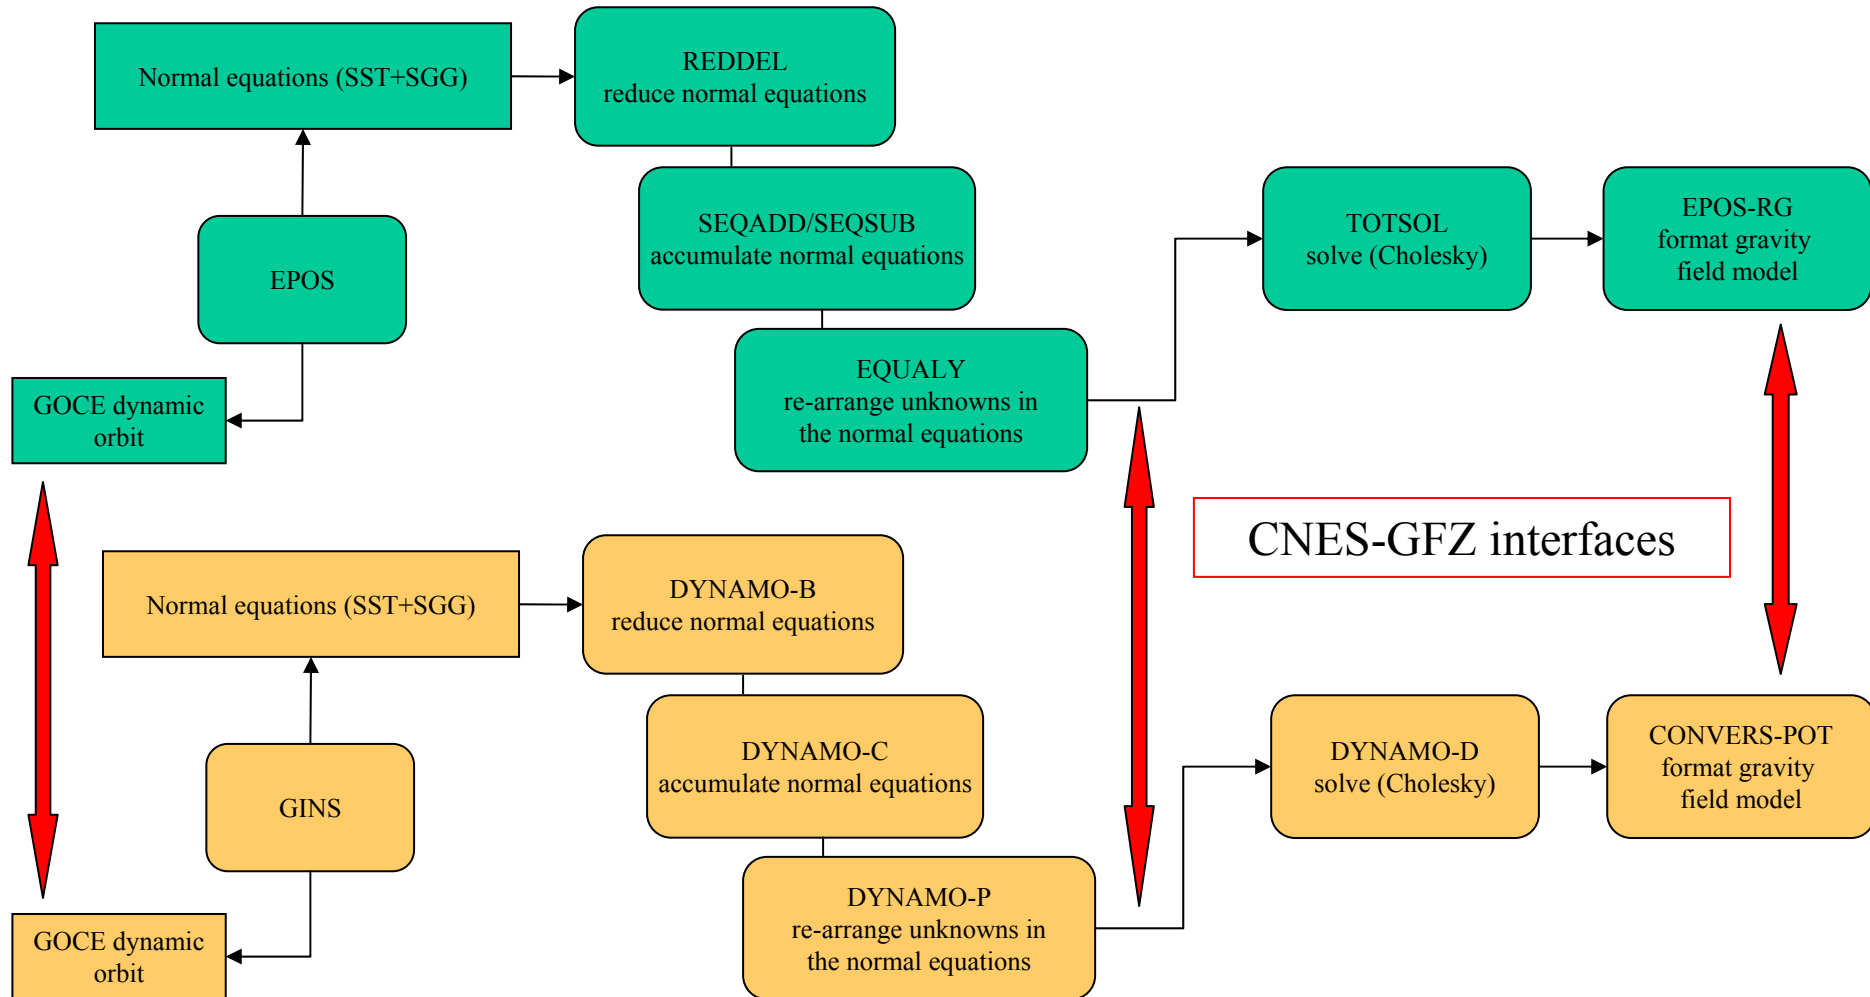 Normal equations (SST+SGG)
REDDEL
reduce normal equations
SEQADD/SEQSUB
accumulate normal equations
TOTSOL
solve (Cholesky)
EPOS-RG
format gravity
field model
EPOS
EQUALY
re-arrange unknowns in
the normal equations
GOCE dynamic
orbit
CNES-GFZ interfaces
Normal equations (SST+SGG)
DYNAMO-B
reduce normal equations
DYNAMO-C
accumulate normal equations
DYNAMO-D
solve (Cholesky)
CONVERS-POT
format gravity
field model
GINS
DYNAMO-P
re-arrange unknowns in
the normal equations
GOCE dynamic
orbit